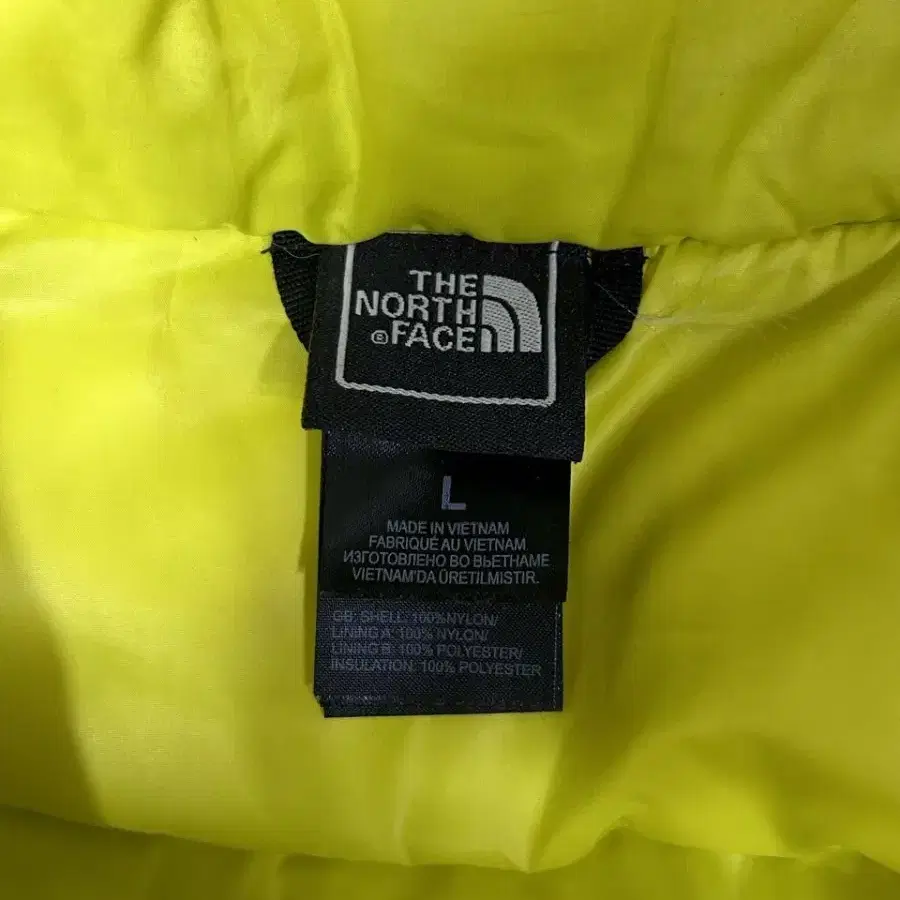 THE
NORTH
® FACE
L
MADE IN VIETNAM
FABRIQUÉ AU VIETNAM
ИЗГОТОВЛЕНО ВО ВЬЕТНАМЕ
VIETNAM'DA ÜRETILMISTIR.
GB: SHELL: 100%NYLON/
LINING A: 100% NYLON/
LINING B: 100% POLYESTER/
INSULATION: 100% POLYESTER